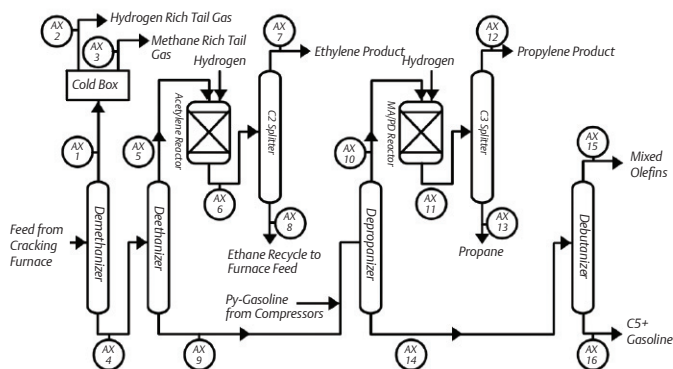 AX
2
Hydrogen Rich Tail Gas
AX
3
Methane Rich Tail
Gas
Cold Box
AX
1
Feed from
Cracking
Furnace
Demethanizer
AX
4
AX
5
Deethanizer
Acetylene Reactor
Hydrogen
AX
6
AX
7
Ethylene Product
C2 Splitter
AX
8
Ethane Recycle to
Furnace Feed
AX
9
Py-Gasoline
from Compressors
AX
10
Depropanizer
MA/PD Reactor
Hydrogen
AX
11
AX
12
Propylene Product
C3 Splitter
AX
13
Propane
AX
14
AX
15
Mixed
Olefins
Debutanizer
C5+
Gasoline
AX
16